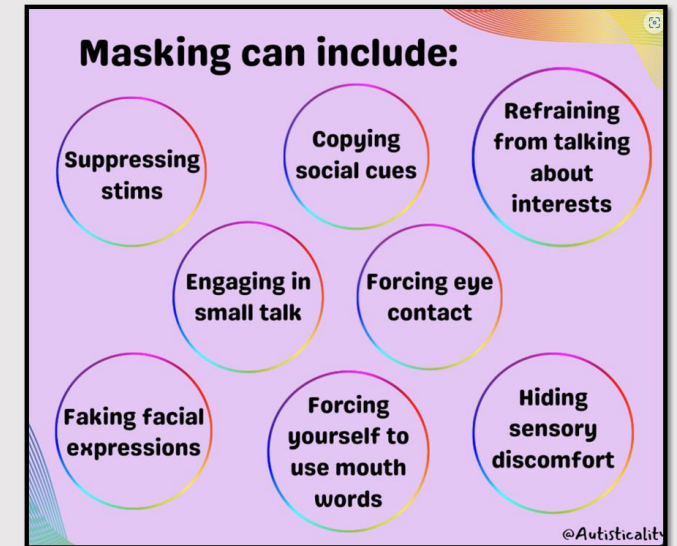 Masking can include:
Suppressing
stims
Copying
social cues
Refraining
from talking
about
interests
Engaging in
small talk
Forcing eye
contact
Faking facial
expressions
Forcing
yourself to
use mouth
words
Hiding
sensory
discomfort
@Autisticality